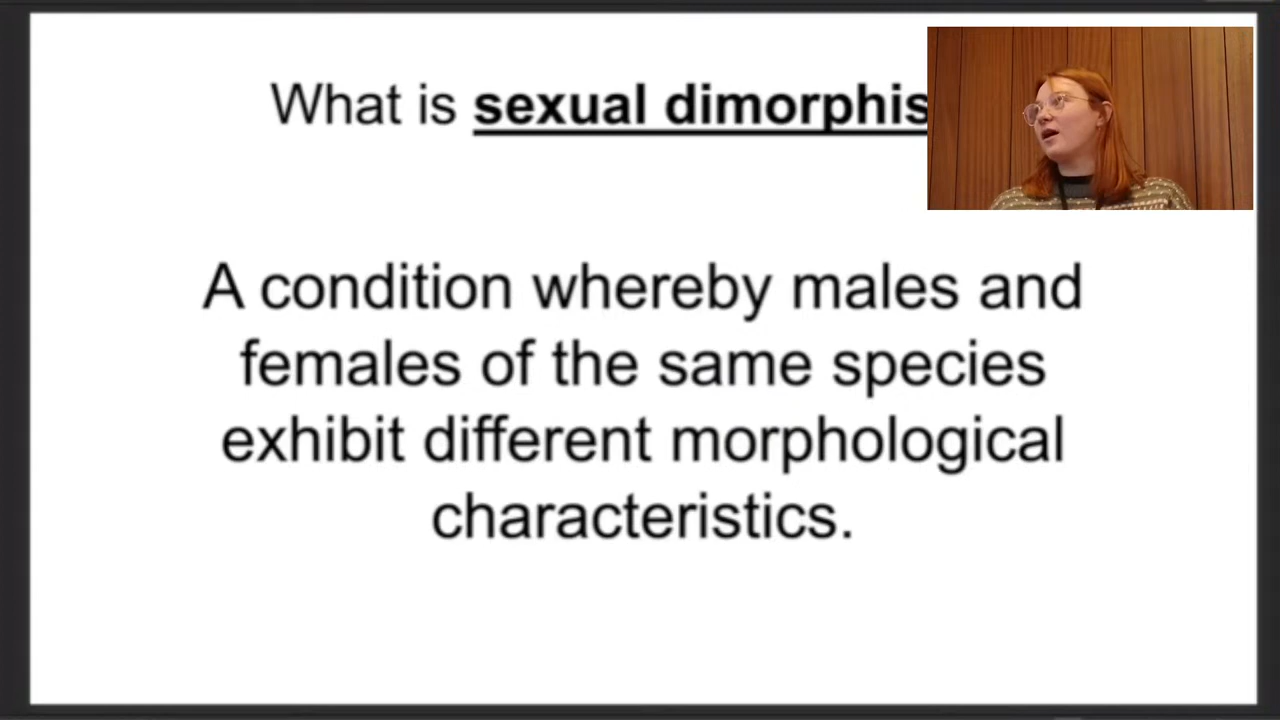 What is sexual dimorphis
A condition whereby males and
females of the same species
exhibit different morphological
characteristics.